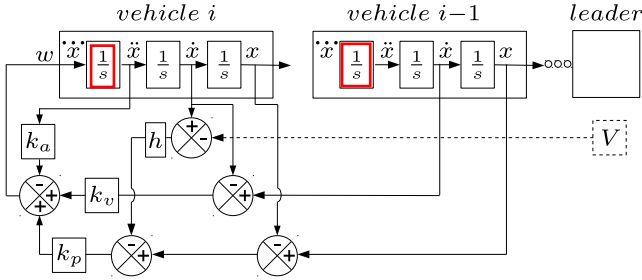 vehicle i vehicle i−1 leader
w x⃛ 1/s ẍ 1/s ẋ 1/s x x⃛ 1/s ẍ 1/s ẋ 1/s x
k_a h + - - V
- + + k_v - +
k_p - - - +